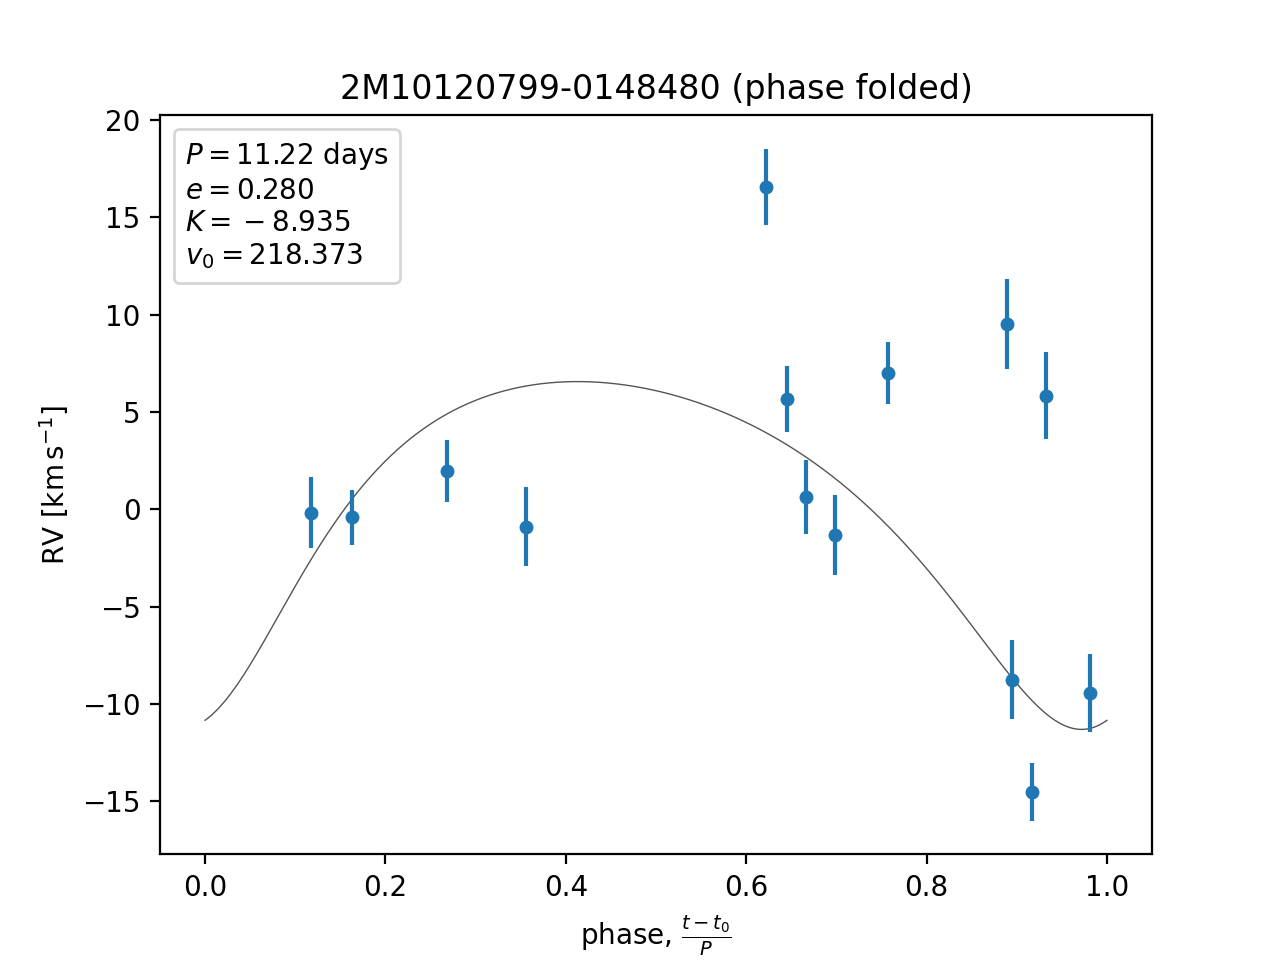 2M10120799-0148480 (phase folded)
P = 11.22 days
e = 0.280
K = −8.935
v₀ = 218.373
20
15
10
5
0
−5
−10
−15
RV [km s⁻¹]
0.0 0.2 0.4 0.6 0.8 1.0
phase, (t − t₀)/P